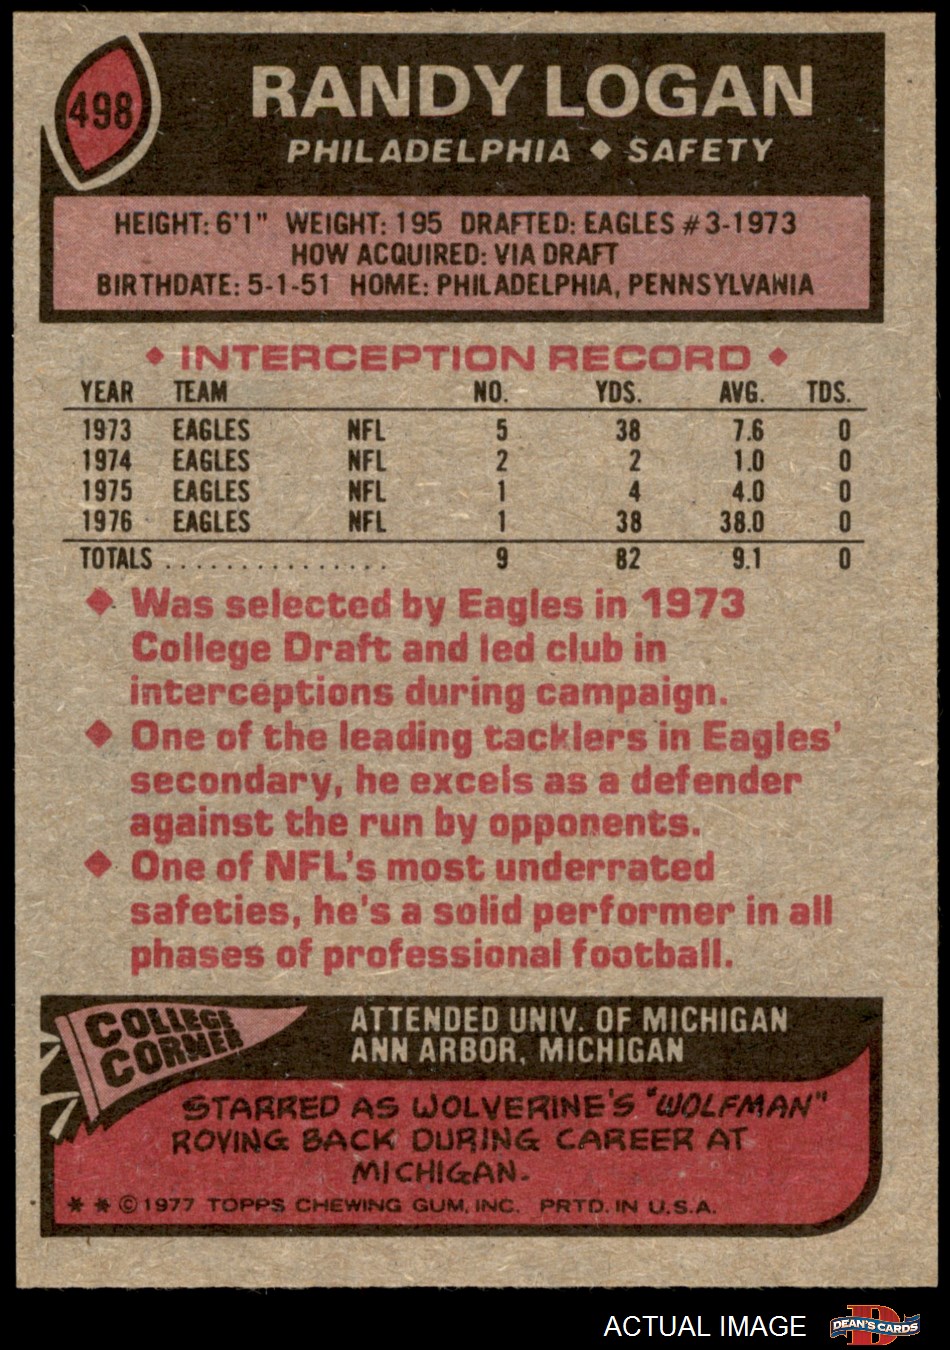 498
RANDY LOGAN
PHILADELPHIA ◆ SAFETY
HEIGHT: 6'1" WEIGHT: 195 DRAFTED: EAGLES #3-1973
HOW ACQUIRED: VIA DRAFT
BIRTHDATE: 5-1-51 HOME: PHILADELPHIA, PENNSYLVANIA
◆ INTERCEPTION RECORD ◆
YEAR TEAM NO. YDS. AVG. TDS.
1973 EAGLES NFL 5 38 7.6 0
1974 EAGLES NFL 2 2 1.0 0
1975 EAGLES NFL 1 4 4.0 0
1976 EAGLES NFL 1 38 38.0 0
TOTALS . . . . . . . . . . . . . . . 9 82 9.1 0
◆ Was selected by Eagles in 1973
College Draft and led club in
interceptions during campaign.
◆ One of the leading tacklers in Eagles'
secondary, he excels as a defender
against the run by opponents.
◆ One of NFL's most underrated
safeties, he's a solid performer in all
phases of professional football.
COLLEGE
CORNER
ATTENDED UNIV. OF MICHIGAN
ANN ARBOR, MICHIGAN
STARRED AS WOLVERINE'S "WOLFMAN"
ROVING BACK DURING CAREER AT
MICHIGAN.
* * © 1977 TOPPS CHEWING GUM, INC. PRTD. IN U.S.A.
ACTUAL IMAGE
D
DEAN'S CARDS